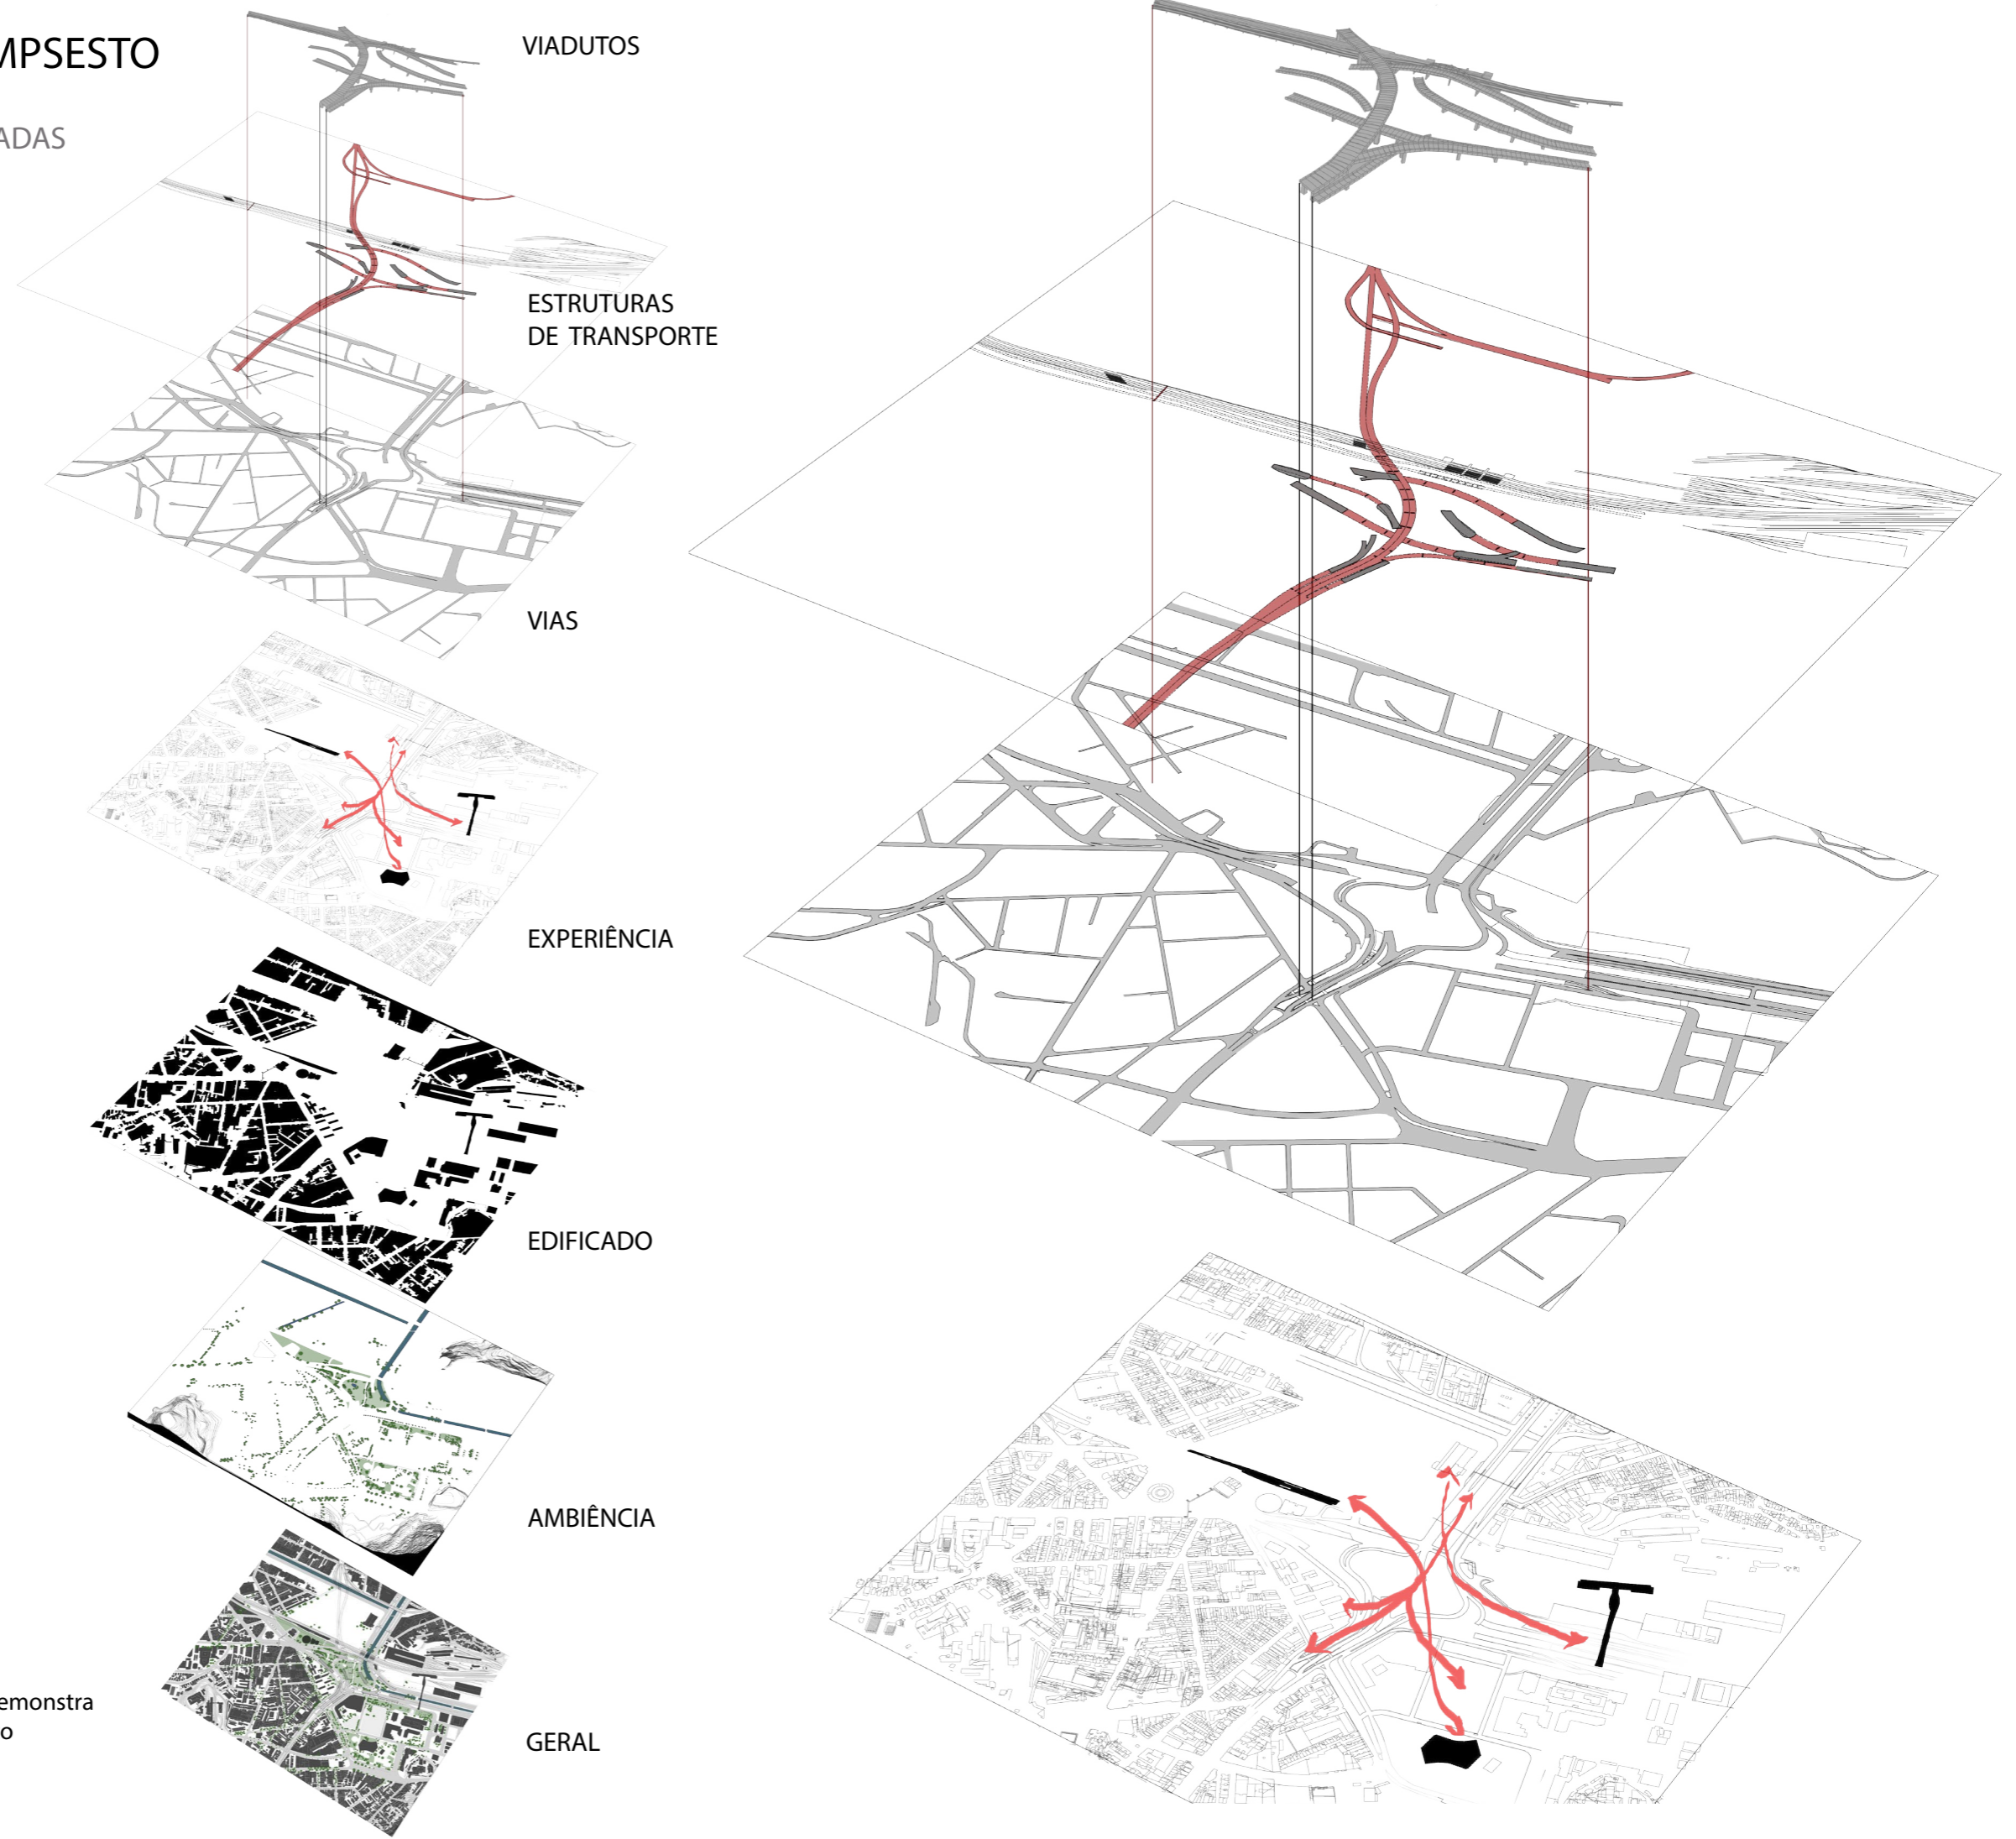 MPSESTO
ADAS
VIADUTOS
ESTRUTURAS
DE TRANSPORTE
VIAS
EXPERIÊNCIA
EDIFICADO
AMBIÊNCIA
GERAL
emonstra
o